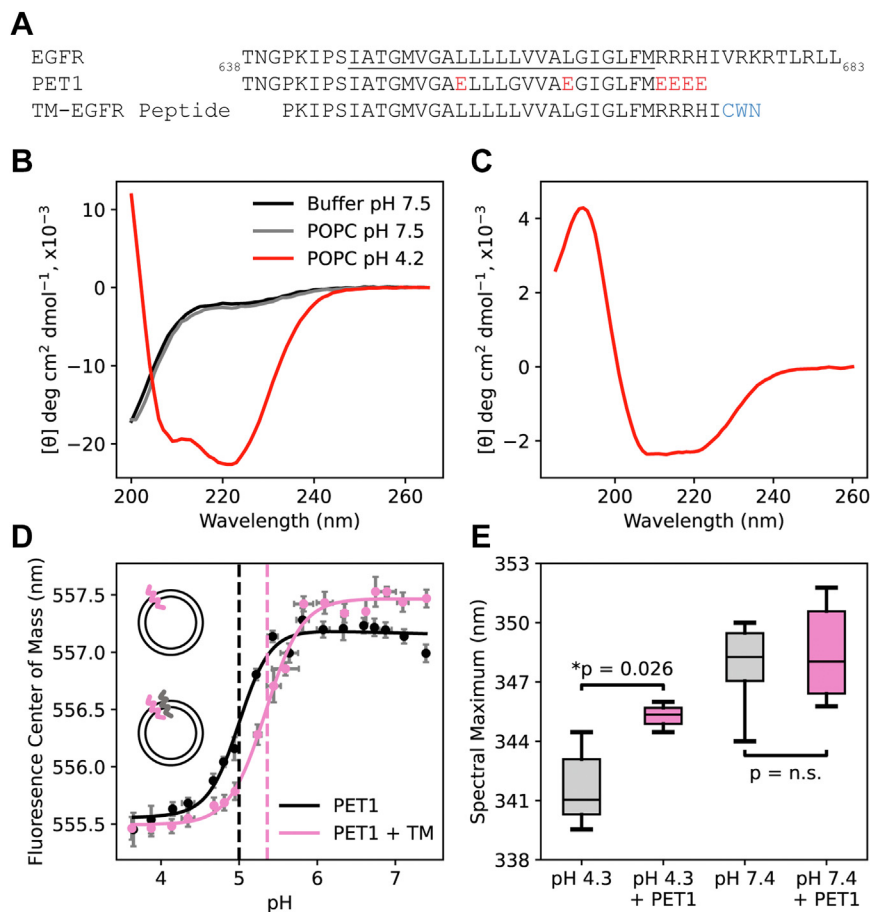 A
EGFR 638 TNGPKIPSIATGMVGALLLLLVVALGIGLFMRRRHIVRKRTLRLL 683
PET1 TNGPKIPSIATGMVGAELLLGVVAEGIGLFMEEEE
TM-EGFR Peptide PKIPSIATGMVGALLLLLVVALGIGLFMRRRHICWN
B
[θ] deg cm² dmol⁻¹, x10⁻³
10
0
−10
−20
Buffer pH 7.5
POPC pH 7.5
POPC pH 4.2
200 220 240 260
Wavelength (nm)
C
[θ] deg cm² dmol⁻¹, x10⁻³
4
2
0
−2
200 220 240 260
Wavelength (nm)
D
Fluoresence Center of Mass (nm)
557.5
557.0
556.5
556.0
555.5
PET1
PET1 + TM
4 5 6 7
pH
E
Spectral Maximum (nm)
353
350
347
344
341
338
*p = 0.026
p = n.s.
pH 4.3 pH 4.3 pH 7.4 pH 7.4
+ PET1 + PET1